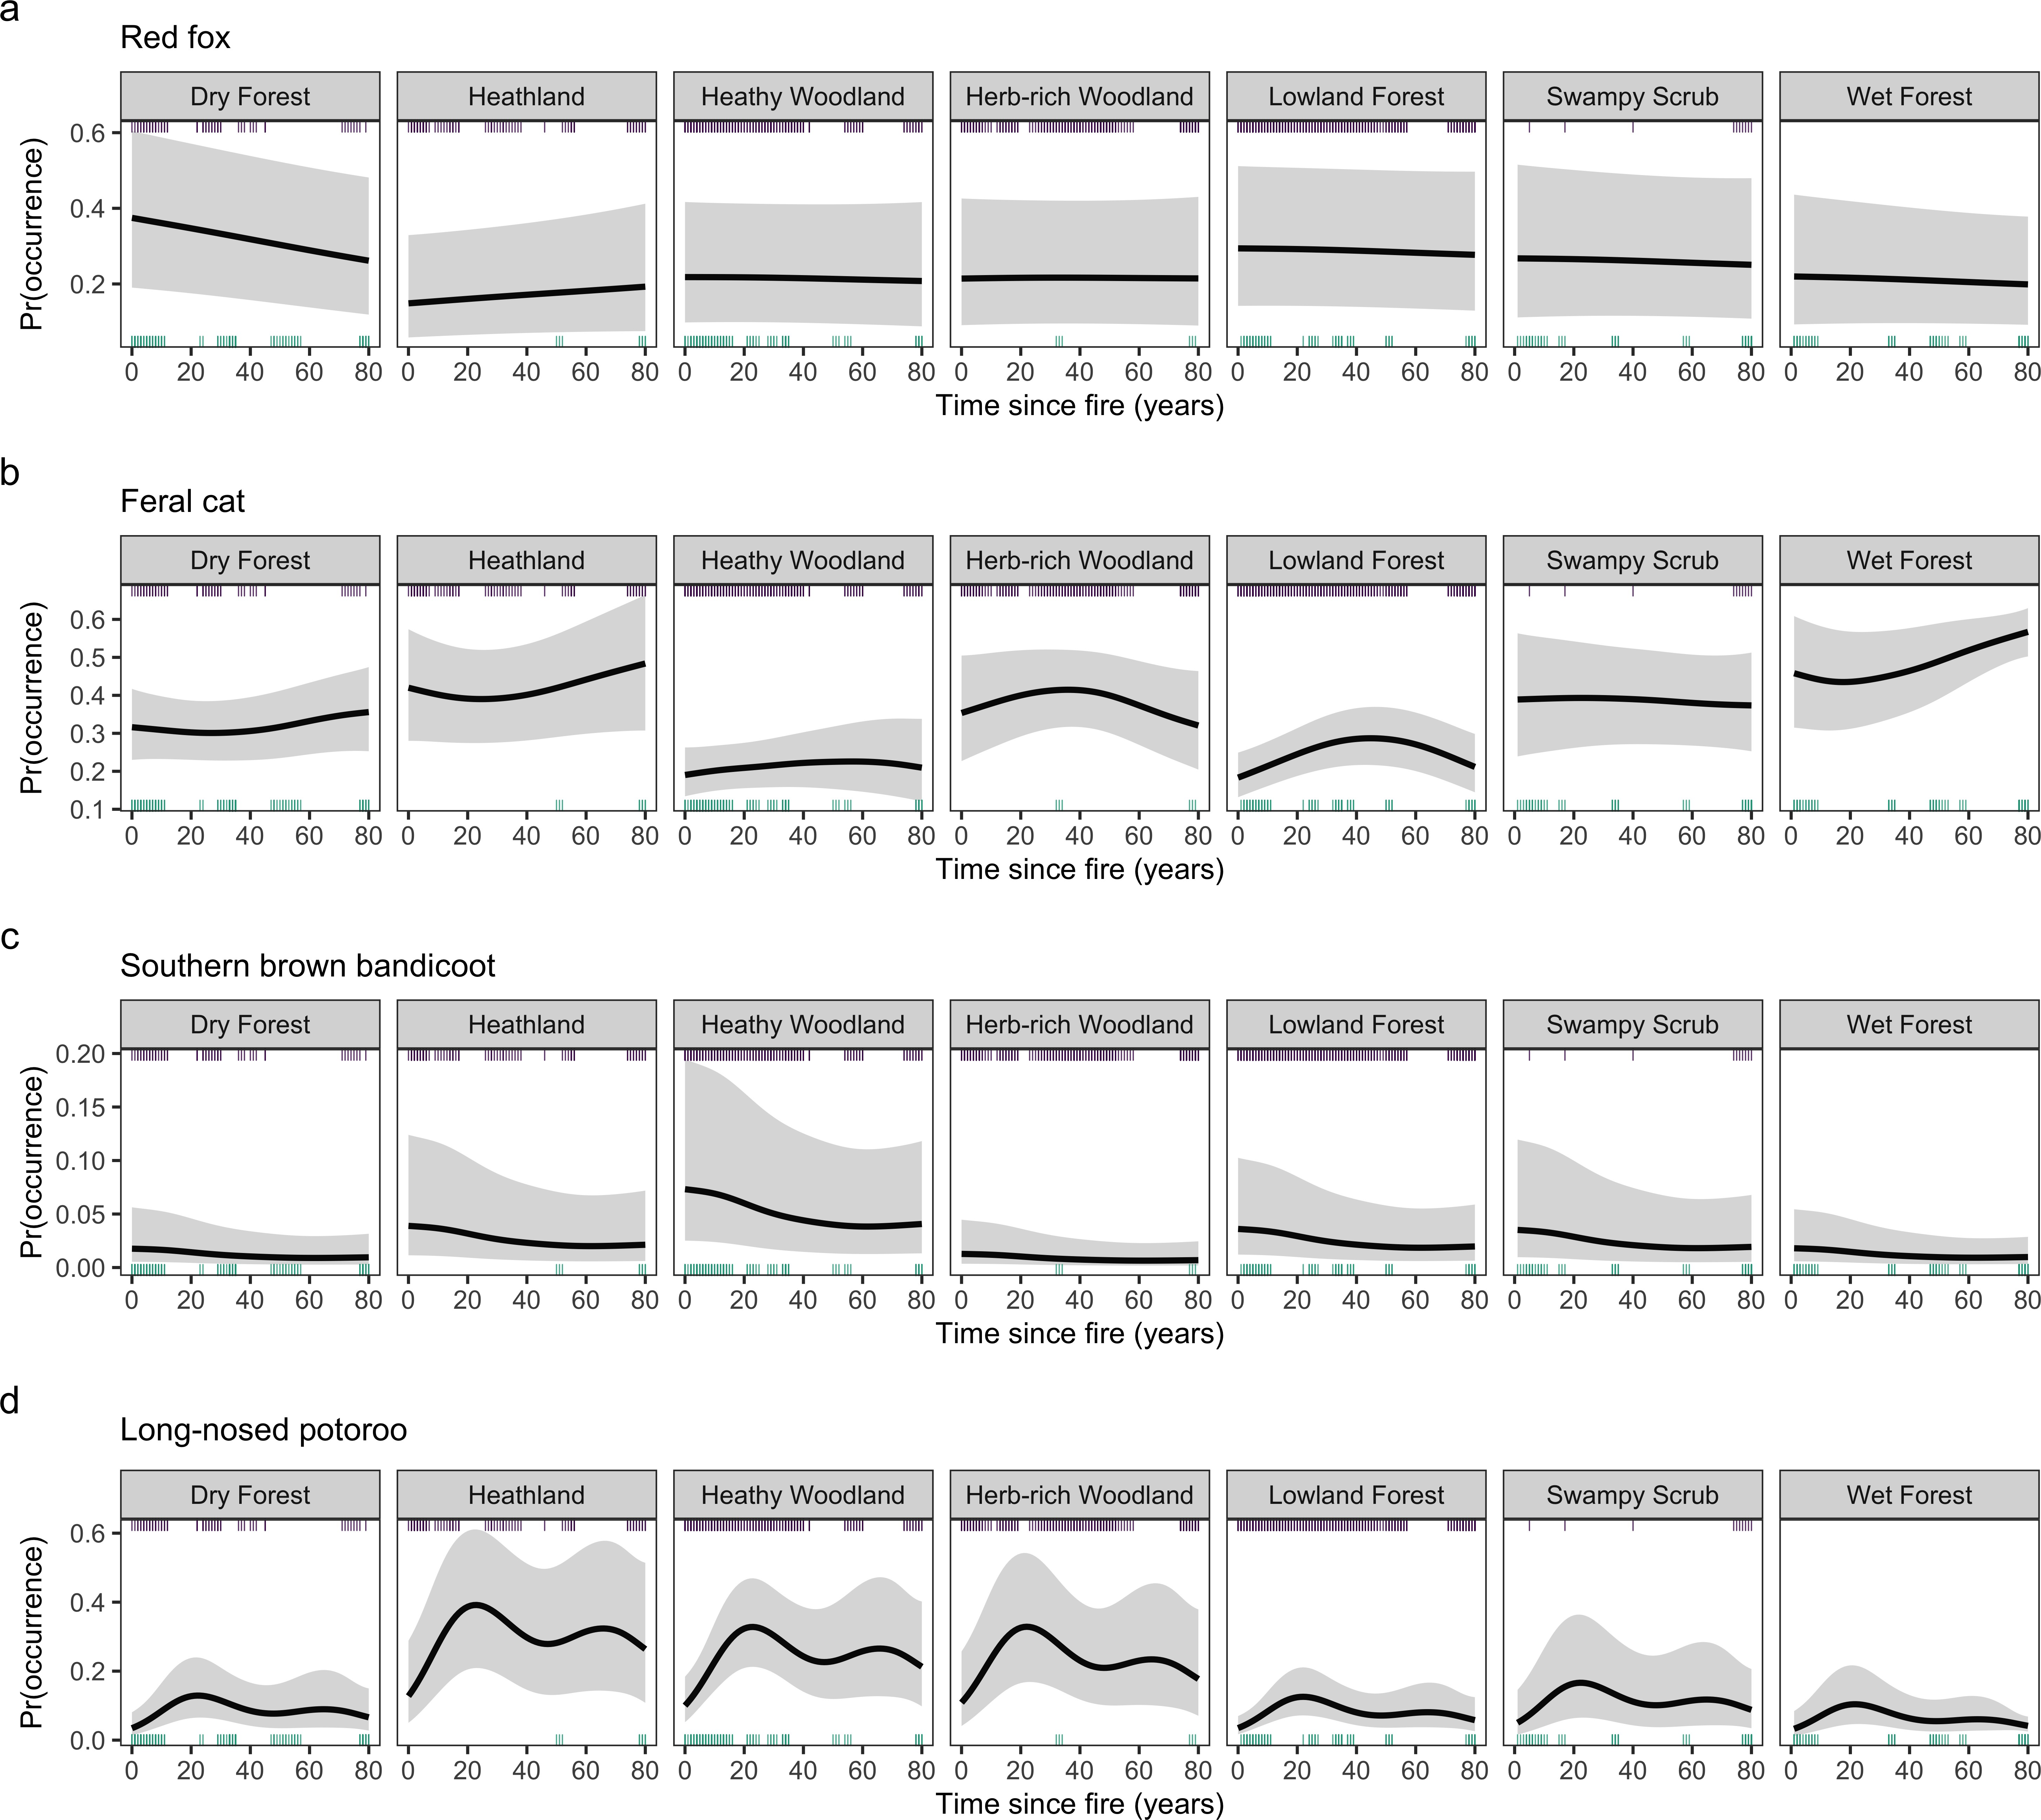 a
Red fox
Dry Forest Heathland Heathy Woodland Herb-rich Woodland Lowland Forest Swampy Scrub Wet Forest
Pr(occurrence)
0.6
0.4
0.2
0 20 40 60 80 0 20 40 60 80 0 20 40 60 80 0 20 40 60 80 0 20 40 60 80 0 20 40 60 80 0 20 40 60 80
Time since fire (years)
b
Feral cat
Dry Forest Heathland Heathy Woodland Herb-rich Woodland Lowland Forest Swampy Scrub Wet Forest
Pr(occurrence)
0.6
0.5
0.4
0.3
0.2
0.1
0 20 40 60 80 0 20 40 60 80 0 20 40 60 80 0 20 40 60 80 0 20 40 60 80 0 20 40 60 80 0 20 40 60 80
Time since fire (years)
c
Southern brown bandicoot
Dry Forest Heathland Heathy Woodland Herb-rich Woodland Lowland Forest Swampy Scrub Wet Forest
Pr(occurrence)
0.20
0.15
0.10
0.05
0.00
0 20 40 60 80 0 20 40 60 80 0 20 40 60 80 0 20 40 60 80 0 20 40 60 80 0 20 40 60 80 0 20 40 60 80
Time since fire (years)
d
Long-nosed potoroo
Dry Forest Heathland Heathy Woodland Herb-rich Woodland Lowland Forest Swampy Scrub Wet Forest
Pr(occurrence)
0.6
0.4
0.2
0.0
0 20 40 60 80 0 20 40 60 80 0 20 40 60 80 0 20 40 60 80 0 20 40 60 80 0 20 40 60 80 0 20 40 60 80
Time since fire (years)